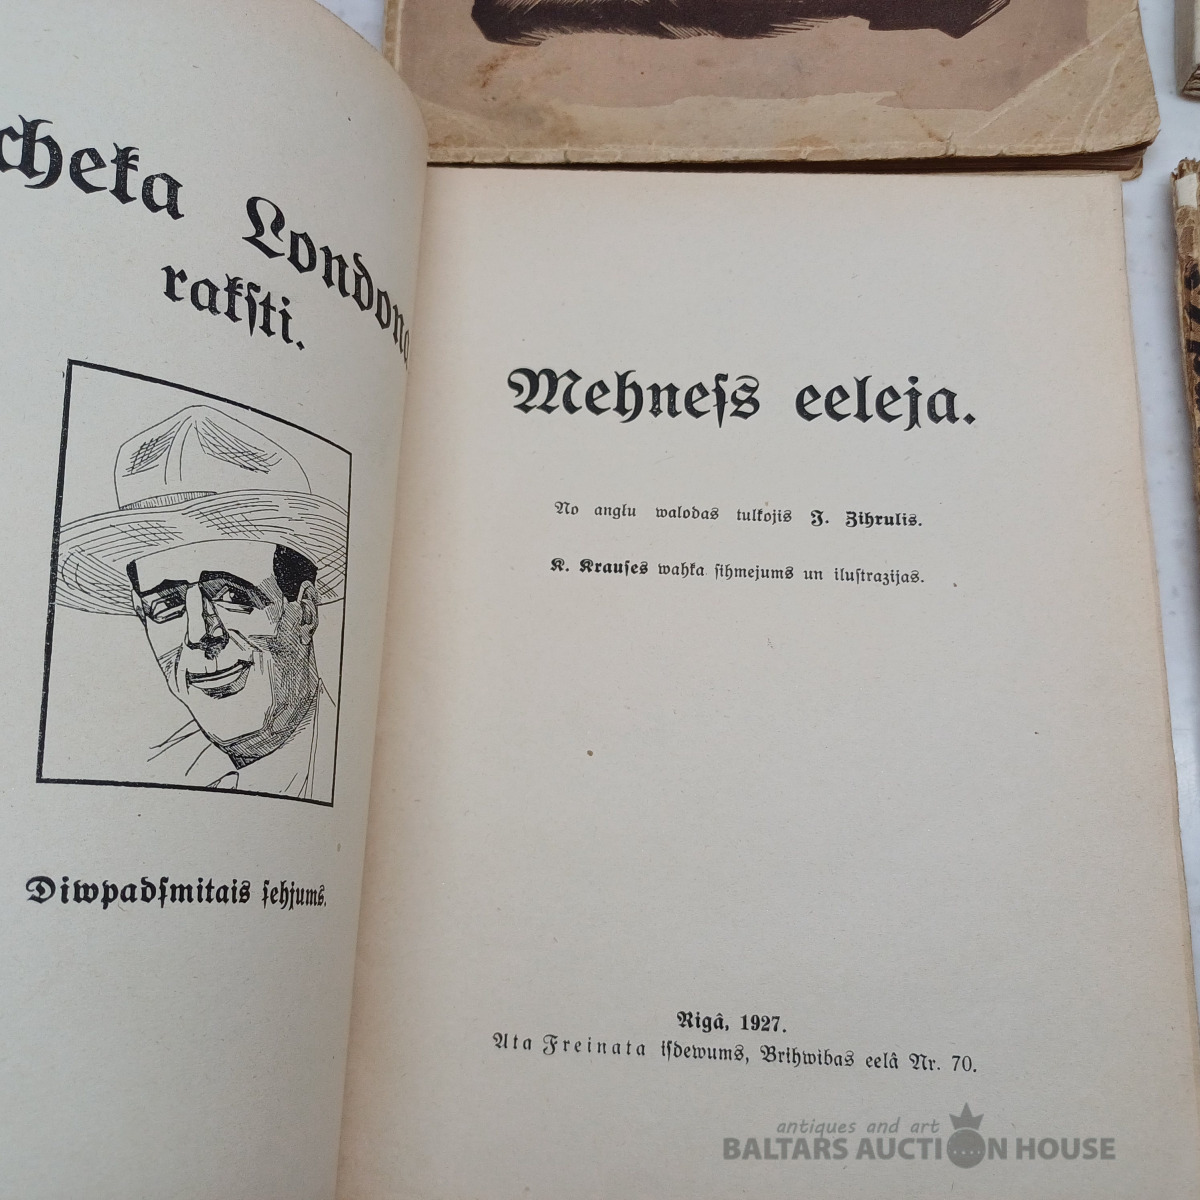 cheka Londona
rakſti.
Diwpadſmitais ſehjums.
Mehneſs eeleja.
No anglu walodas tulkojis J. Zihrulis.
K. Krauſes wahka ſihmejums un iluſtrazijas.
Rigâ, 1927.
Ata Freinata iſdewums, Brihwibas eelâ Nr. 70.
antiques and art
BALTARS AUCTION HOUSE